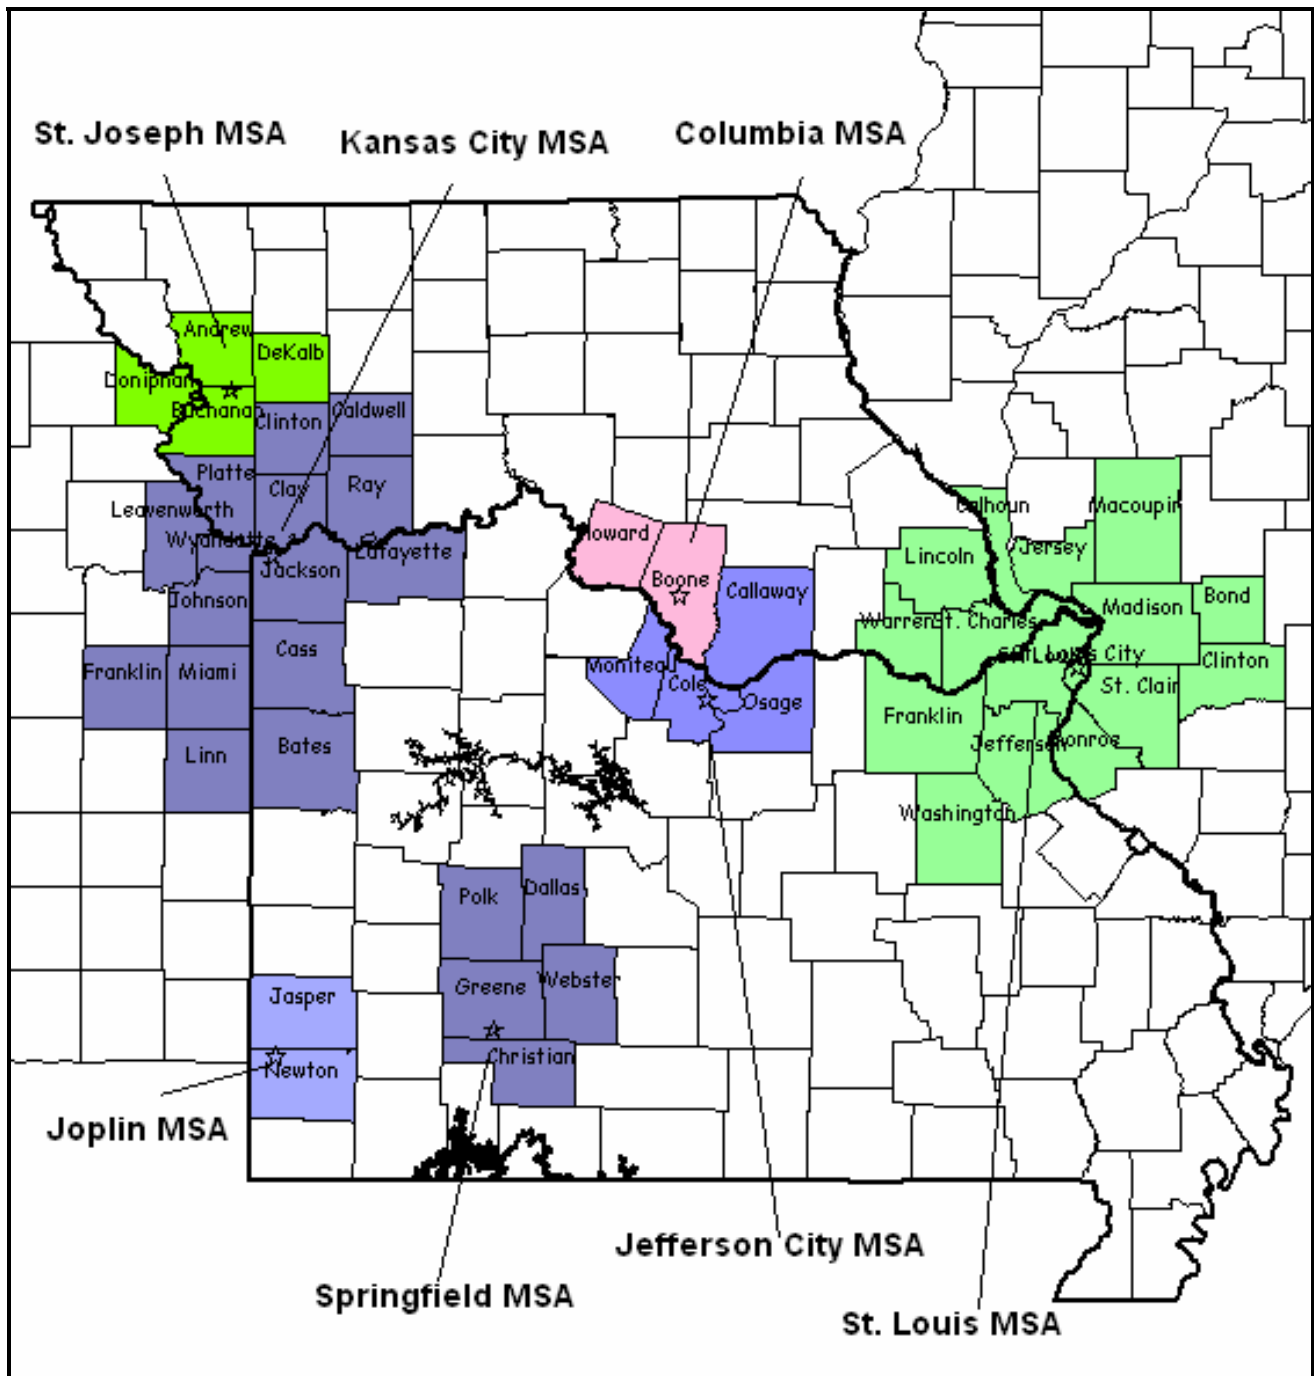 St. Joseph MSA
Kansas City MSA
Columbia MSA
Andrew
DeKalb
Doniphan
Buchanan
Clinton
Caldwell
Platte
Clay
Ray
Leavenworth
Wyandotte
Lafayette
Jackson
Johnson
Cass
Franklin
Miami
Linn
Bates
Howard
Boone
Callaway
Moniteau
Cole
Osage
Calhoun
Macoupin
Lincoln
Jersey
Madison
Bond
Warren
St. Charles
St. Louis City
Clinton
St. Clair
Franklin
Jefferson
Monroe
Washington
Polk
Dallas
Greene
Webster
Christian
Jasper
Newton
Joplin MSA
Jefferson City MSA
Springfield MSA
St. Louis MSA